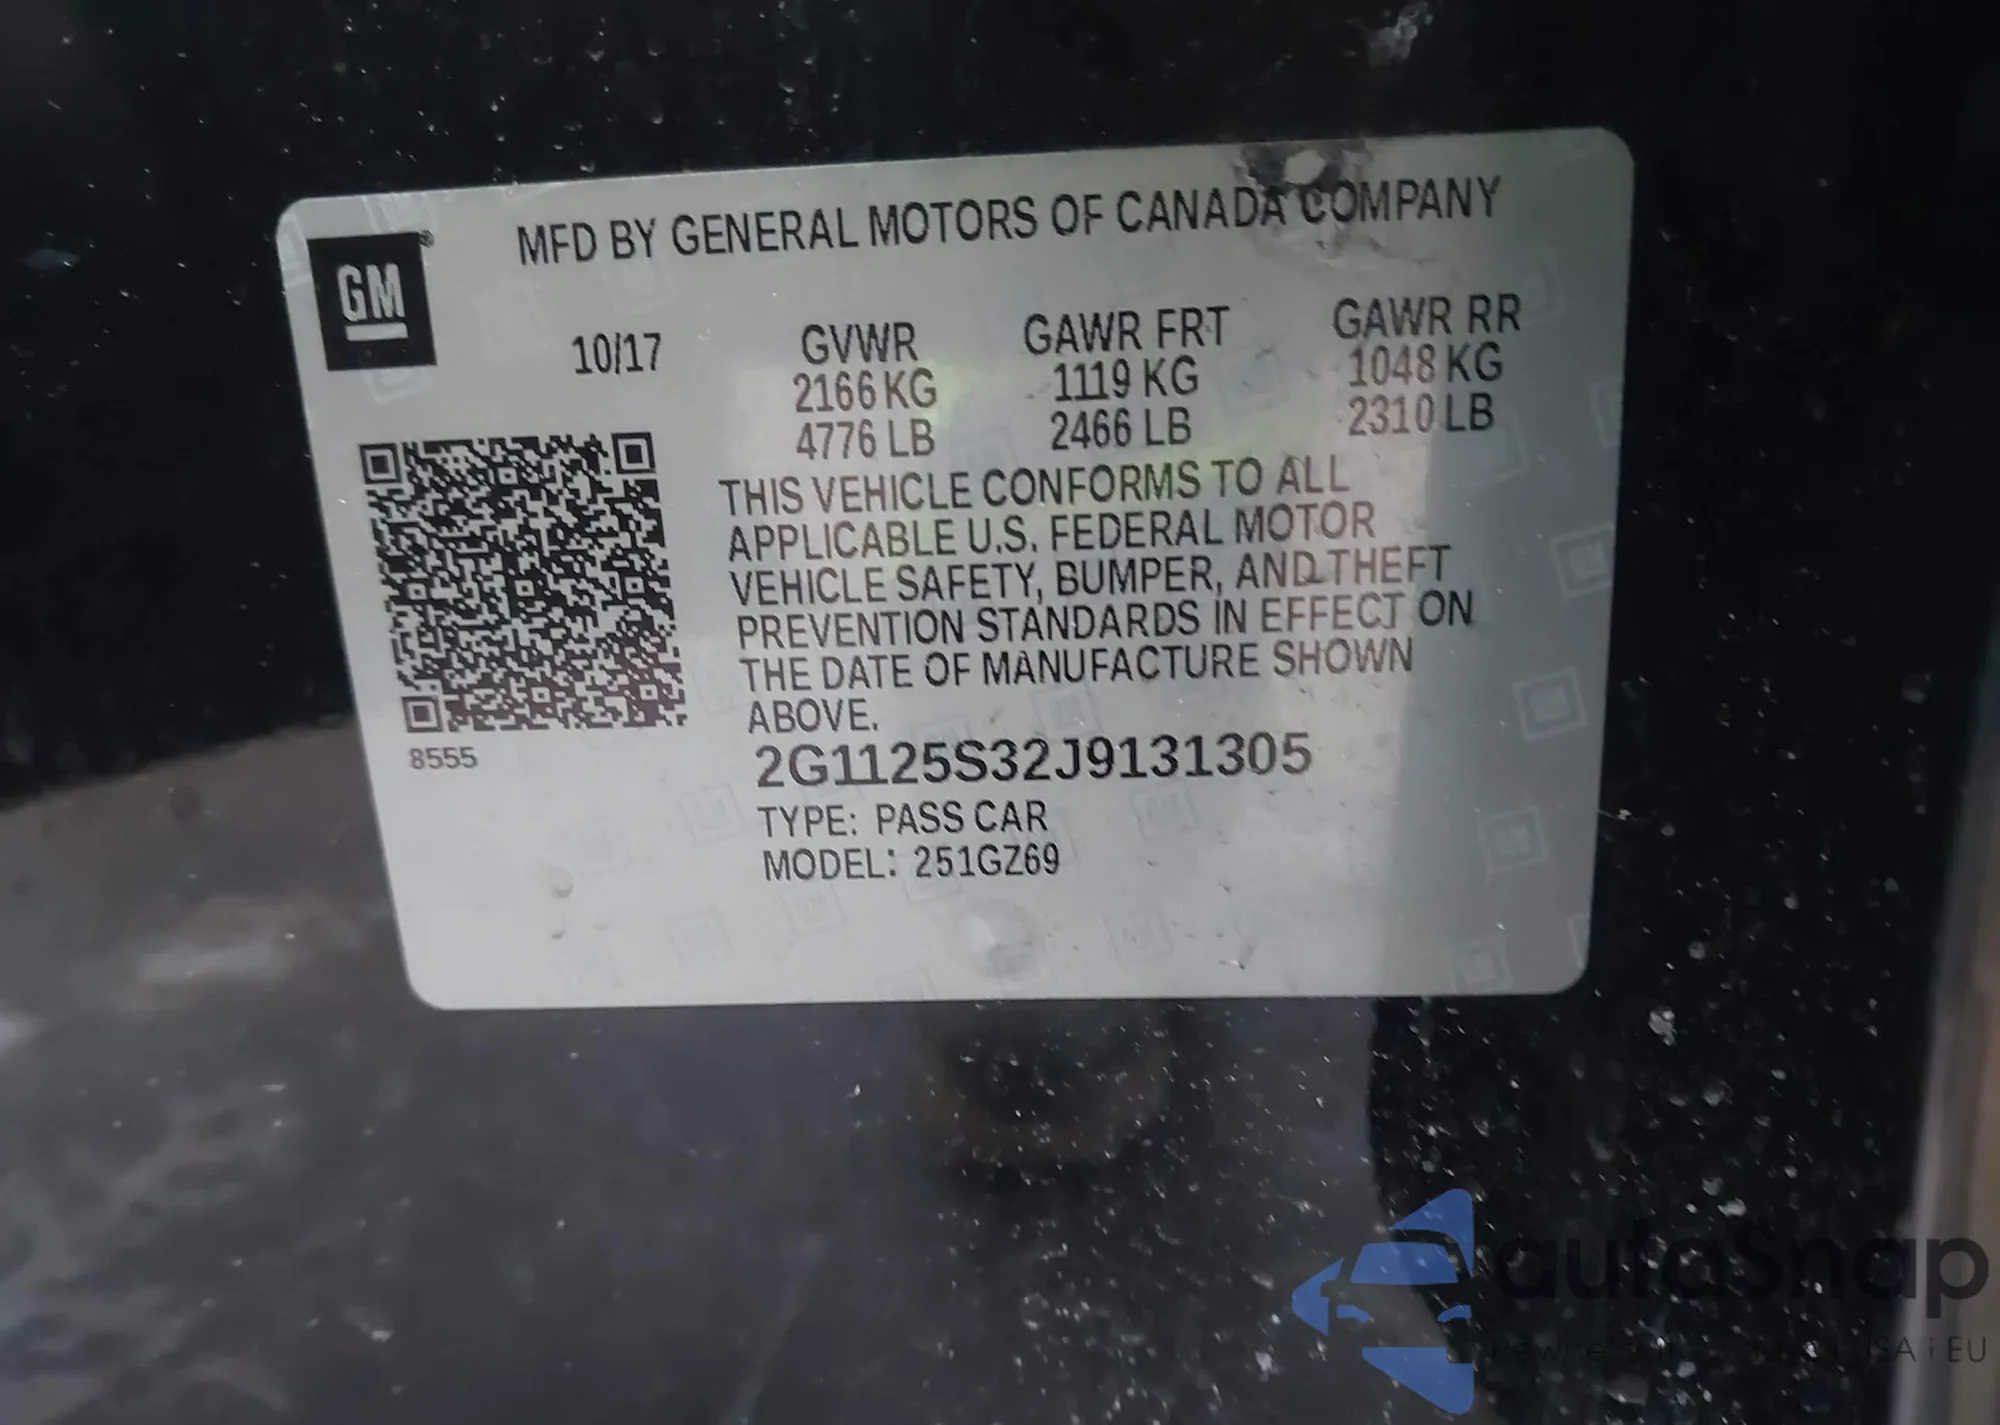 MFD BY GENERAL MOTORS OF CANADA COMPANY
GM
10/17
GVWR GAWR FRT GAWR RR
2166 KG 1119 KG 1048 KG
4776 LB 2466 LB 2310 LB
THIS VEHICLE CONFORMS TO ALL
APPLICABLE U.S. FEDERAL MOTOR
VEHICLE SAFETY, BUMPER, AND THEFT
PREVENTION STANDARDS IN EFFECT ON
THE DATE OF MANUFACTURE SHOWN
ABOVE.
8555
2G1125S32J9131305
TYPE: PASS CAR
MODEL: 251GZ69
autoSnap
USA i EU